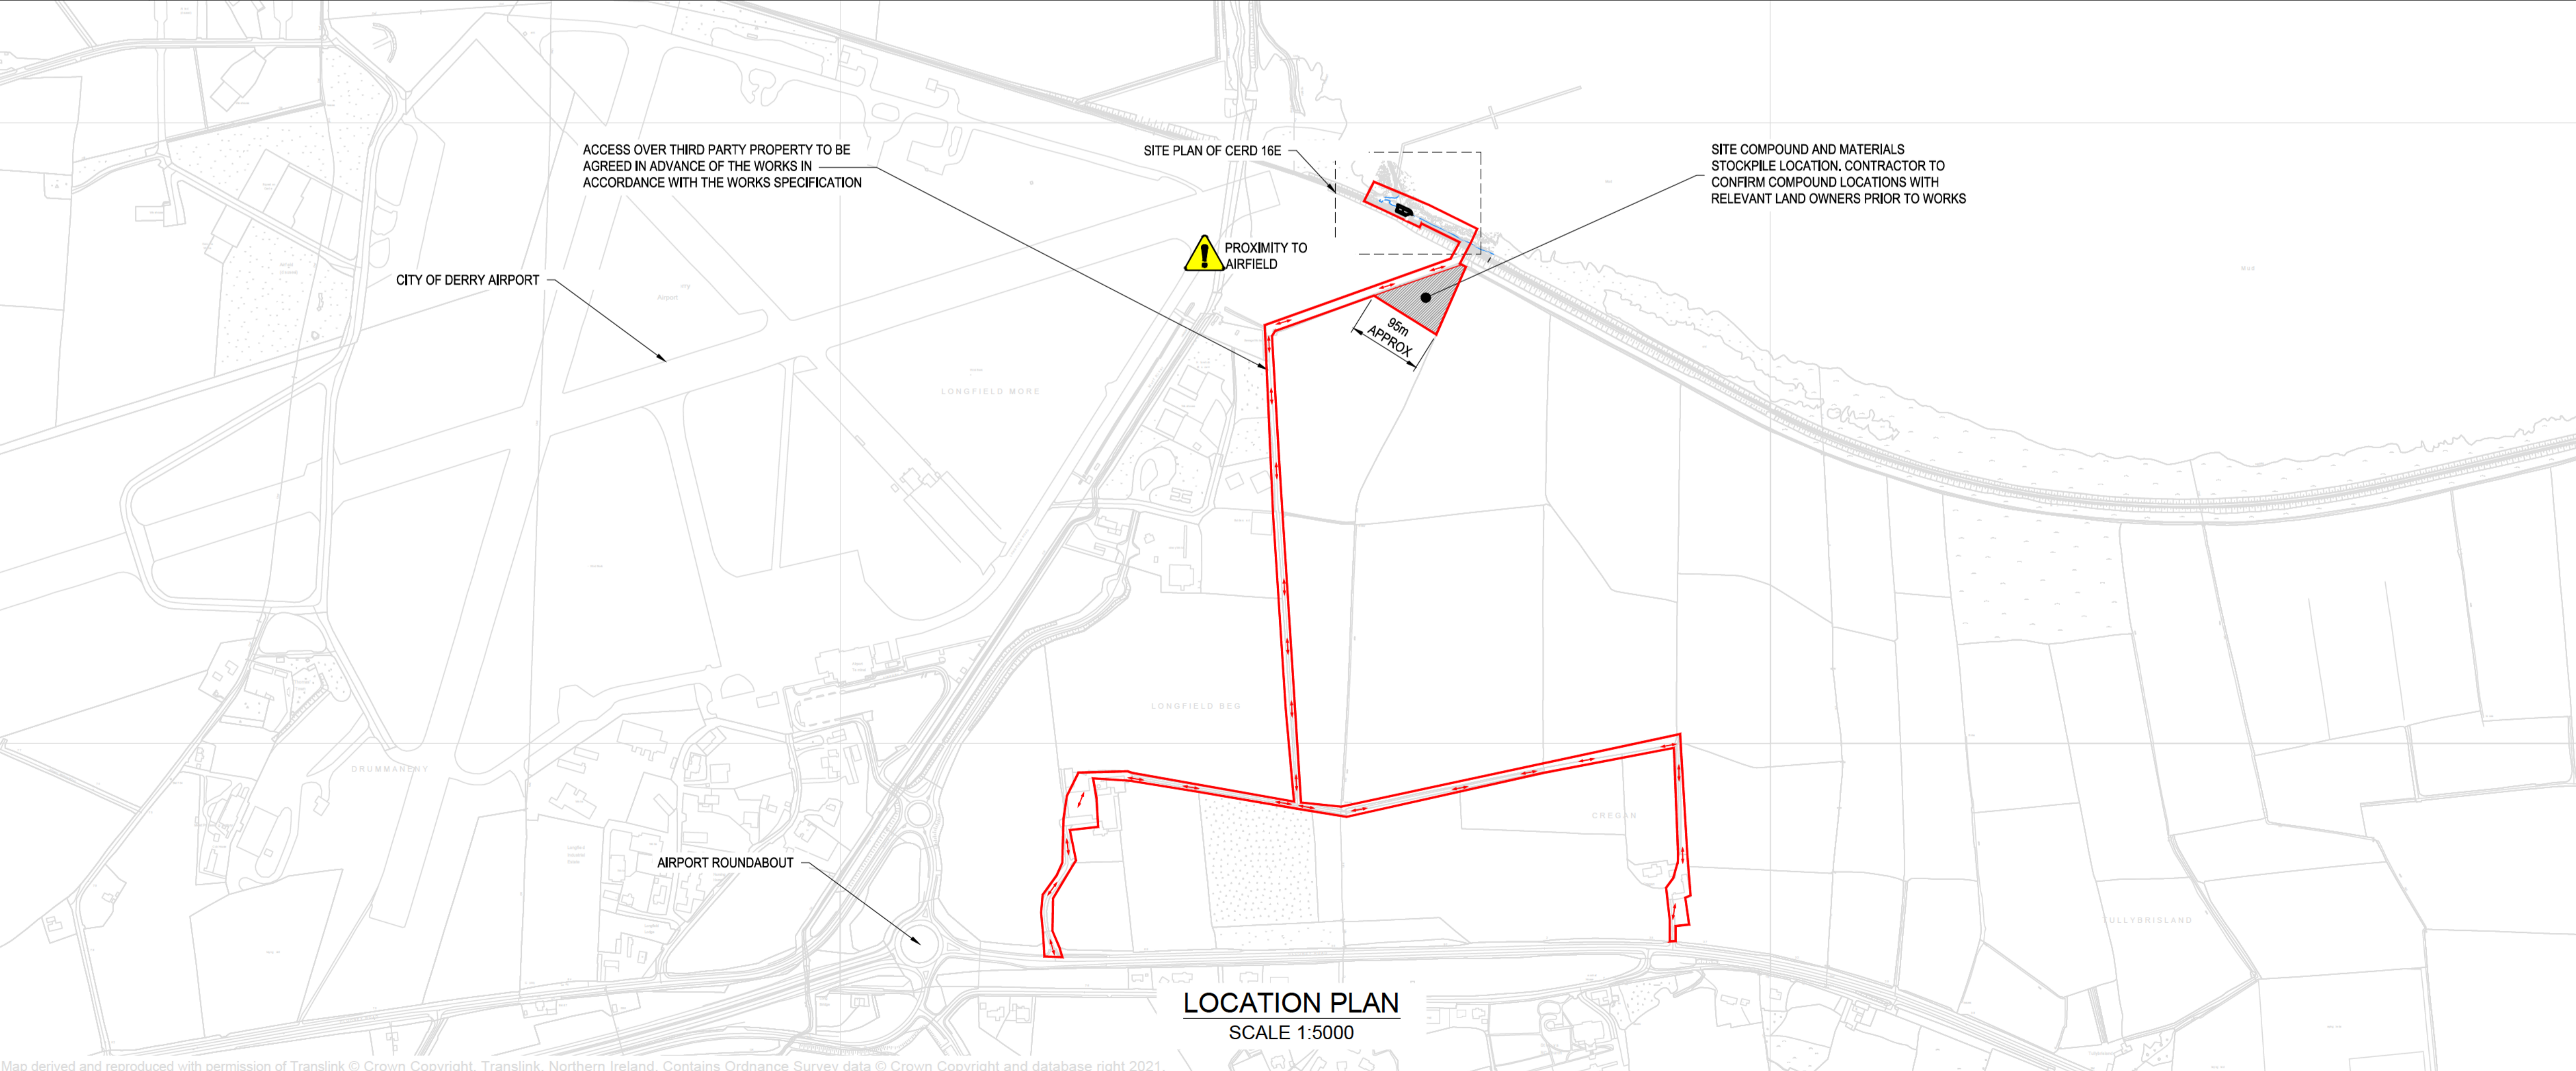 ACCESS OVER THIRD PARTY PROPERTY TO BE
AGREED IN ADVANCE OF THE WORKS IN
ACCORDANCE WITH THE WORKS SPECIFICATION
SITE PLAN OF CERD 16E
SITE COMPOUND AND MATERIALS
STOCKPILE LOCATION. CONTRACTOR TO
CONFIRM COMPOUND LOCATIONS WITH
RELEVANT LAND OWNERS PRIOR TO WORKS
PROXIMITY TO
AIRFIELD
CITY OF DERRY AIRPORT
Airport
95m
APPROX
LONGFIELD MORE
LONGFIELD BEG
DRUMMANENY
CREGAN
AIRPORT ROUNDABOUT
TULLYBRISLAND
LOCATION PLAN
SCALE 1:5000
Map derived and reproduced with permission of Translink © Crown Copyright, Translink, Northern Ireland. Contains Ordnance Survey data © Crown Copyright and database right 2021.